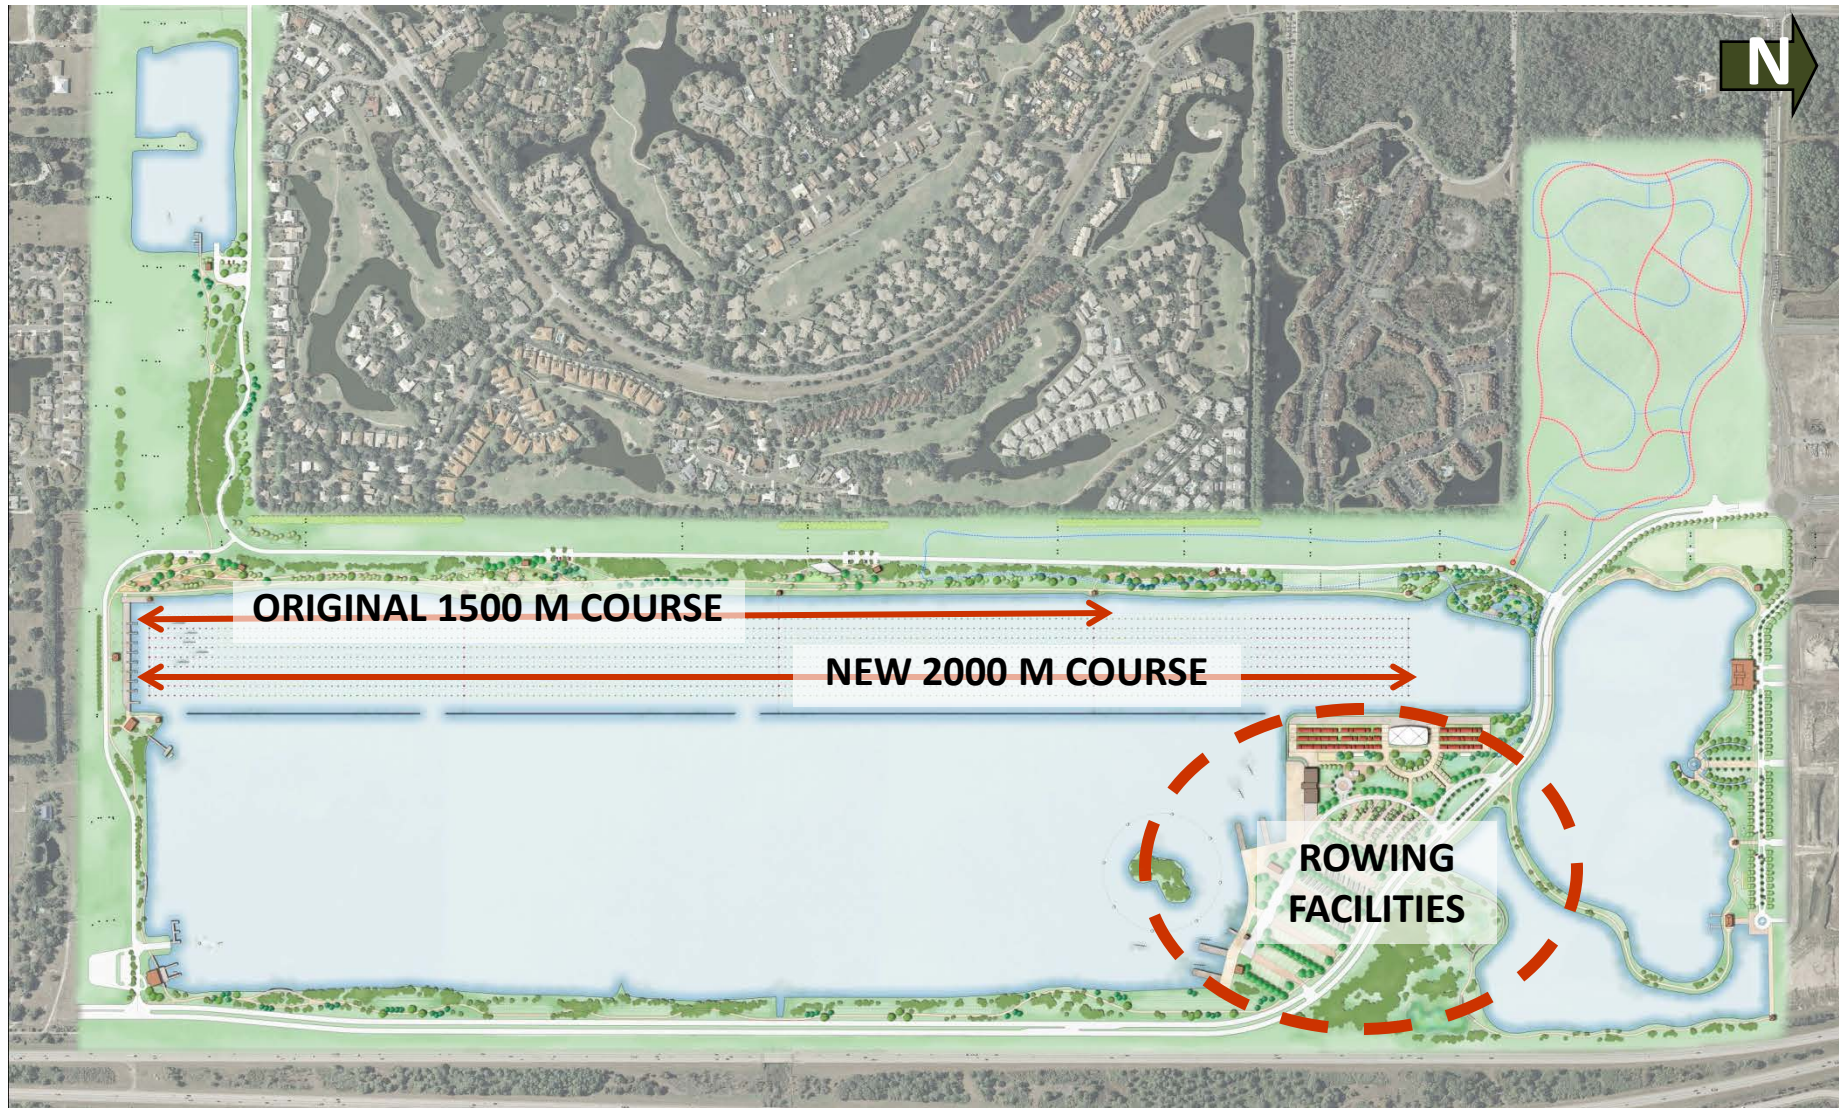 N
ORIGINAL 1500 M COURSE
NEW 2000 M COURSE
ROWING
FACILITIES